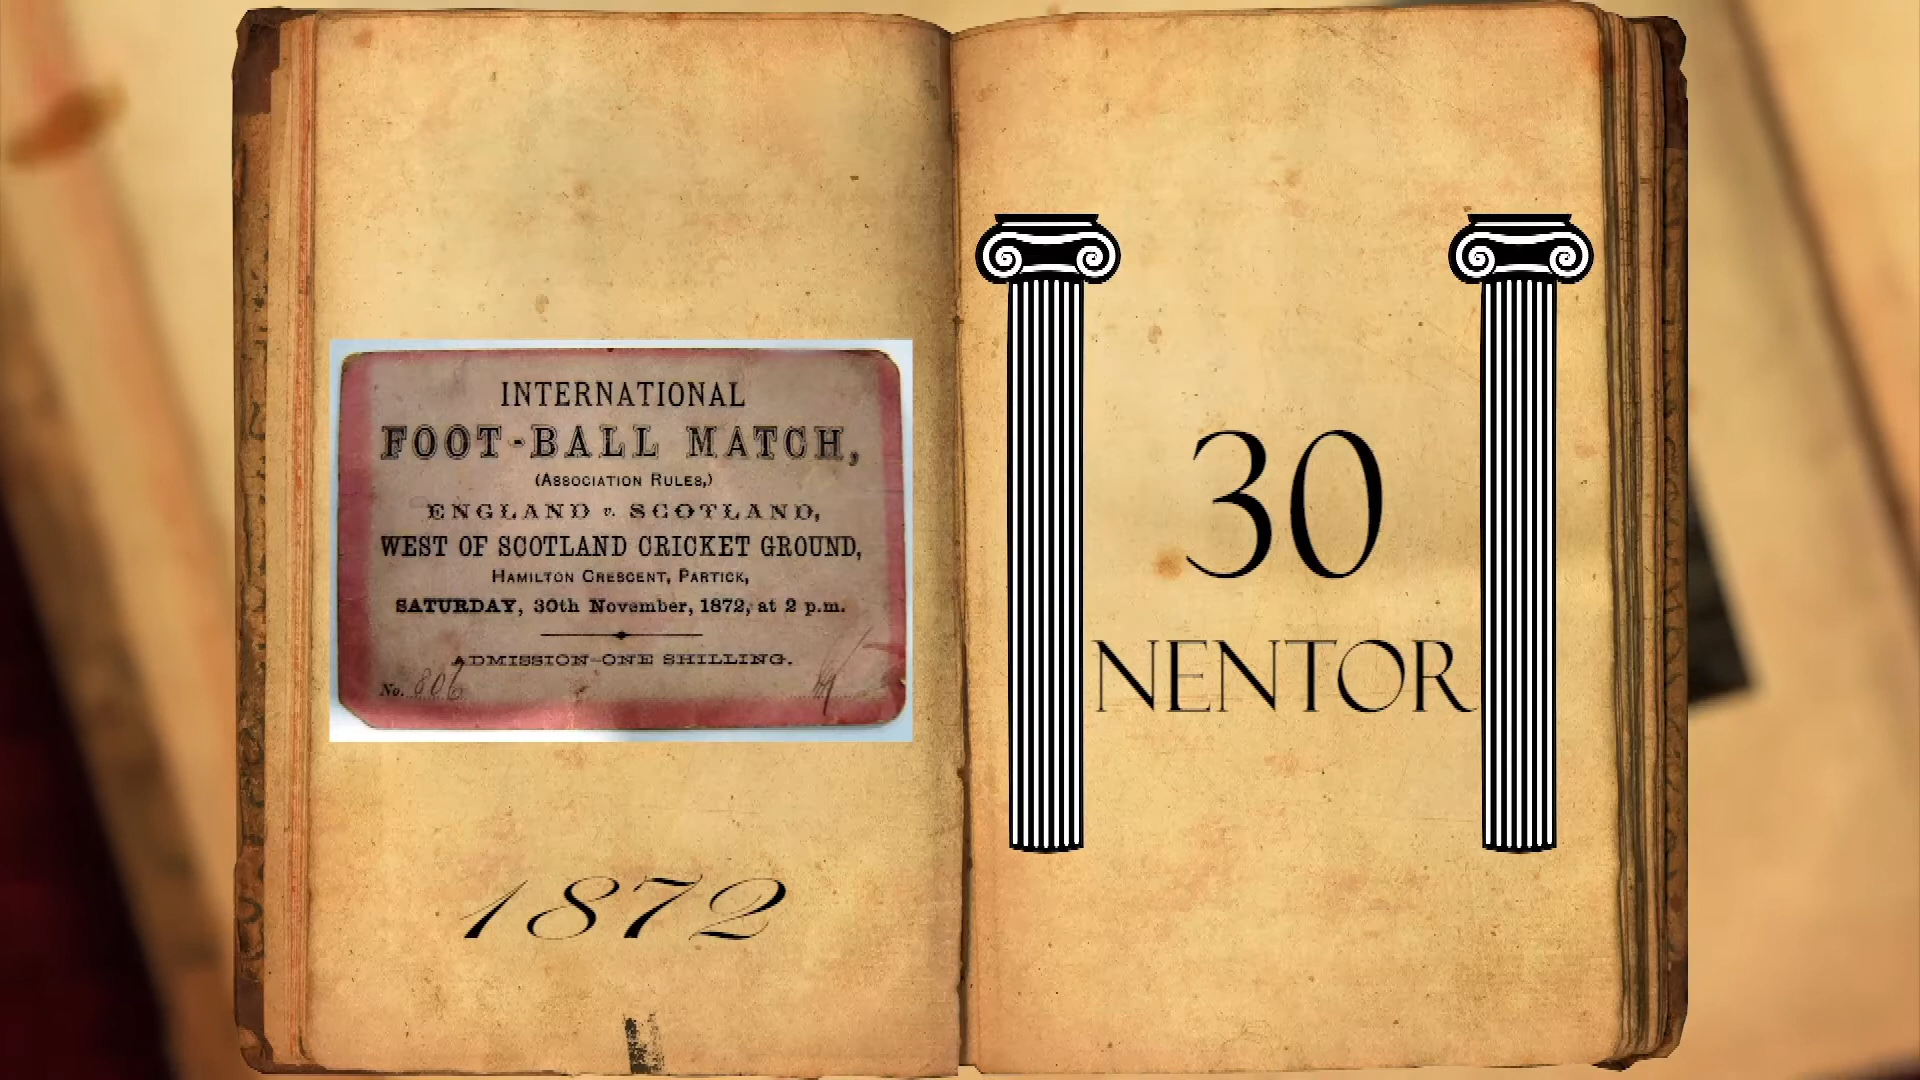 INTERNATIONAL
FOOT-BALL MATCH,
(ASSOCIATION RULES,)
ENGLAND v. SCOTLAND,
WEST OF SCOTLAND CRICKET GROUND,
HAMILTON CRESCENT, PARTICK,
SATURDAY, 30th November, 1872, at 2 p.m.
ADMISSION-ONE SHILLING.
No. 806
1872
30
NENTOR